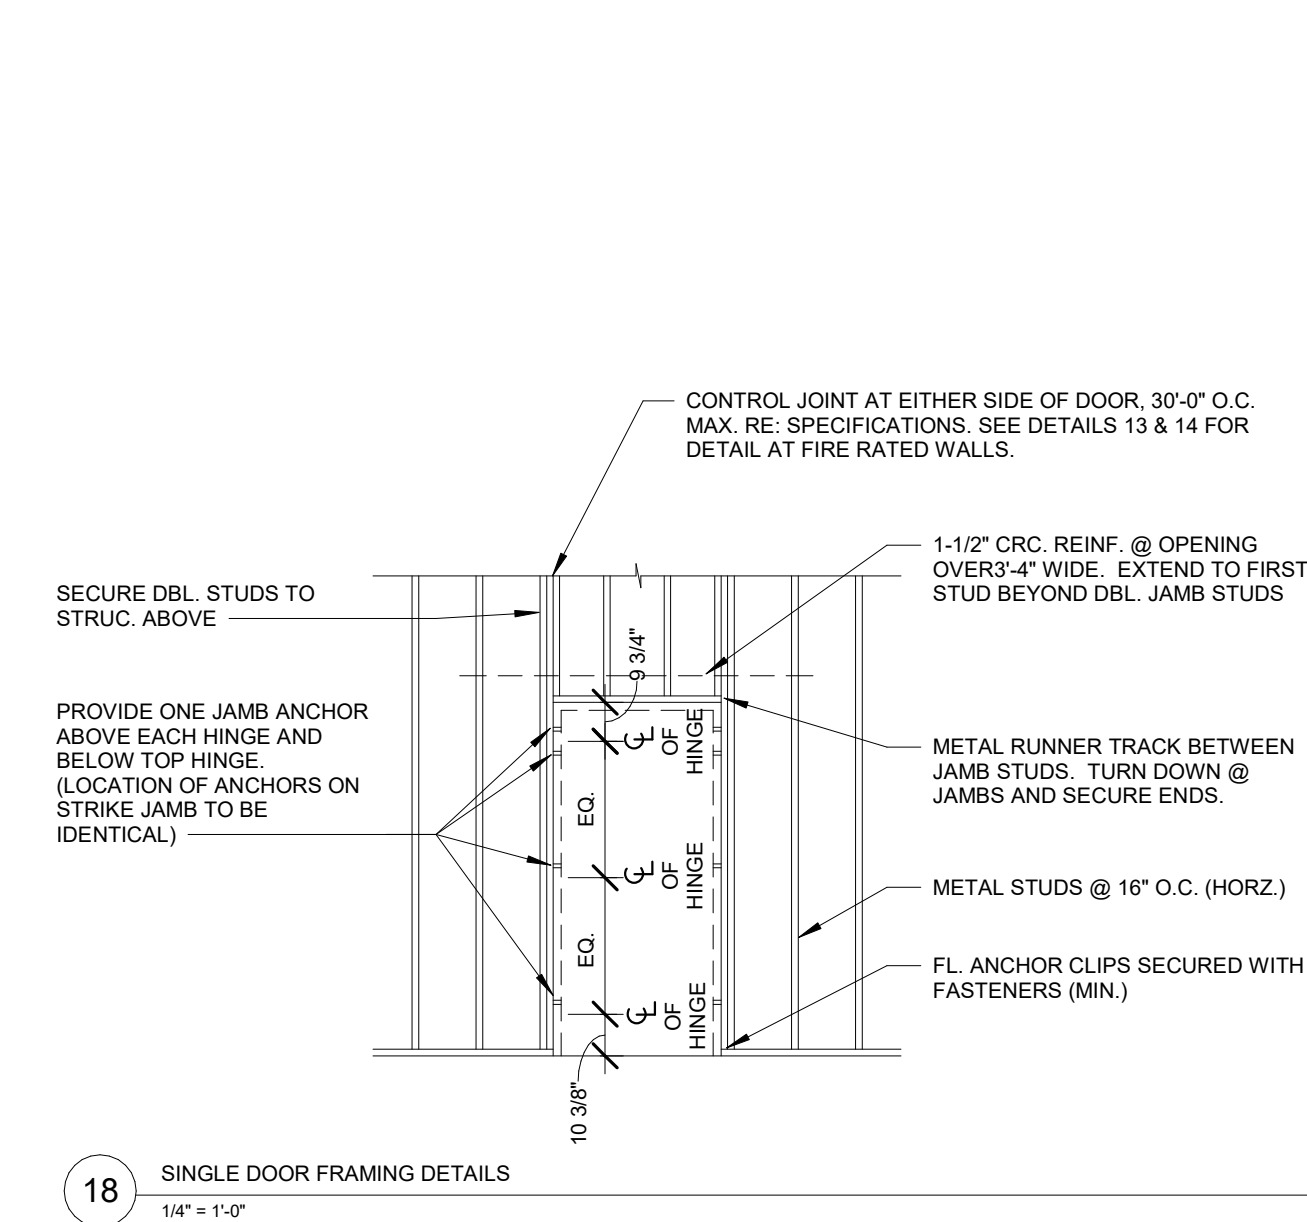 CONTROL JOINT AT EITHER SIDE OF DOOR, 30'-0" O.C.
MAX. RE: SPECIFICATIONS. SEE DETAILS 13 & 14 FOR
DETAIL AT FIRE RATED WALLS.
1-1/2" CRC. REINF. @ OPENING
OVER3'-4" WIDE. EXTEND TO FIRST
STUD BEYOND DBL. JAMB STUDS
SECURE DBL. STUDS TO
STRUC. ABOVE
9 3/4"
PROVIDE ONE JAMB ANCHOR
ABOVE EACH HINGE AND
BELOW TOP HINGE.
(LOCATION OF ANCHORS ON
STRIKE JAMB TO BE
IDENTICAL)
CL
OF
HINGE
METAL RUNNER TRACK BETWEEN
JAMB STUDS. TURN DOWN @
JAMBS AND SECURE ENDS.
EQ.
CL
OF
HINGE
METAL STUDS @ 16" O.C. (HORZ.)
EQ.
FL. ANCHOR CLIPS SECURED WITH
FASTENERS (MIN.)
CL
OF
HINGE
10 3/8"
18
SINGLE DOOR FRAMING DETAILS
1/4" = 1'-0"